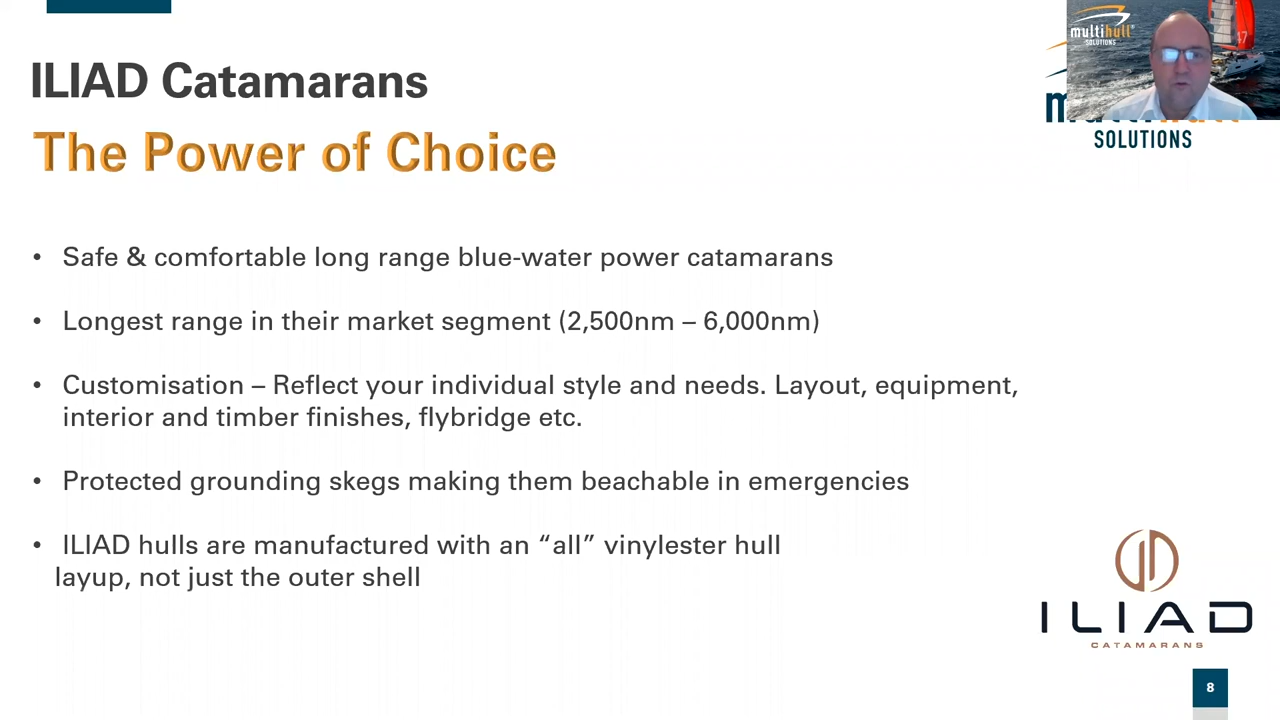 ILIAD Catamarans
The Power of Choice
multihull
SOLUTIONS
SOLUTIONS
• Safe & comfortable long range blue-water power catamarans
• Longest range in their market segment (2,500nm – 6,000nm)
• Customisation – Reflect your individual style and needs. Layout, equipment,
interior and timber finishes, flybridge etc.
• Protected grounding skegs making them beachable in emergencies
• ILIAD hulls are manufactured with an “all” vinylester hull
layup, not just the outer shell
ILIAD
CATAMARANS
8